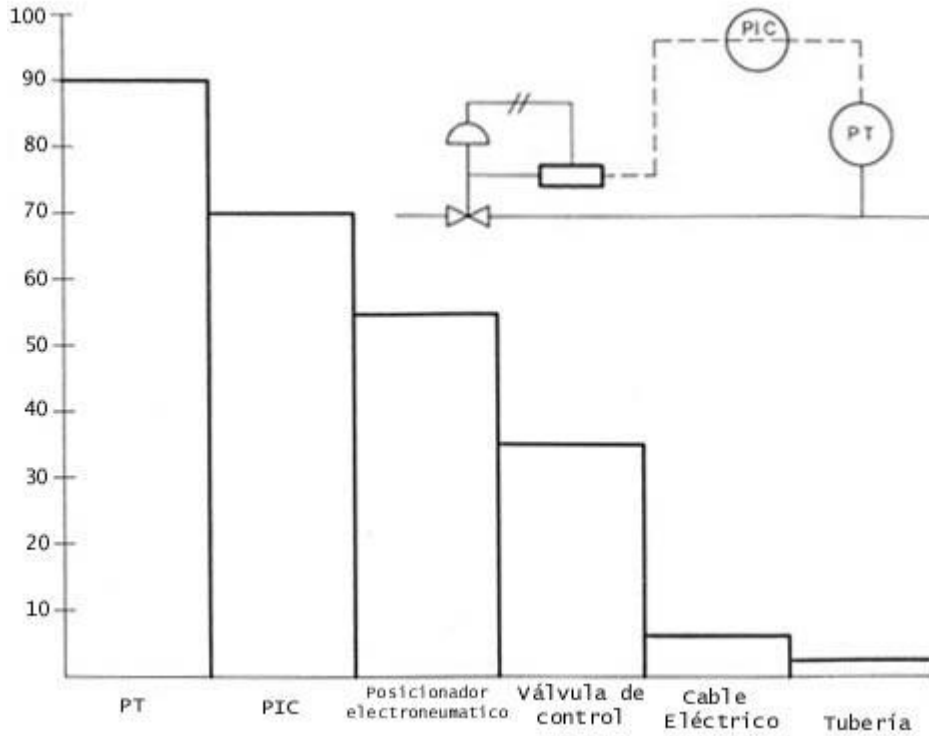 100
90
80
70
60
50
40
30
20
10
PIC
PT
PT
PIC
Posicionador
electroneumatico
Válvula de
control
Cable
Eléctrico
Tubería